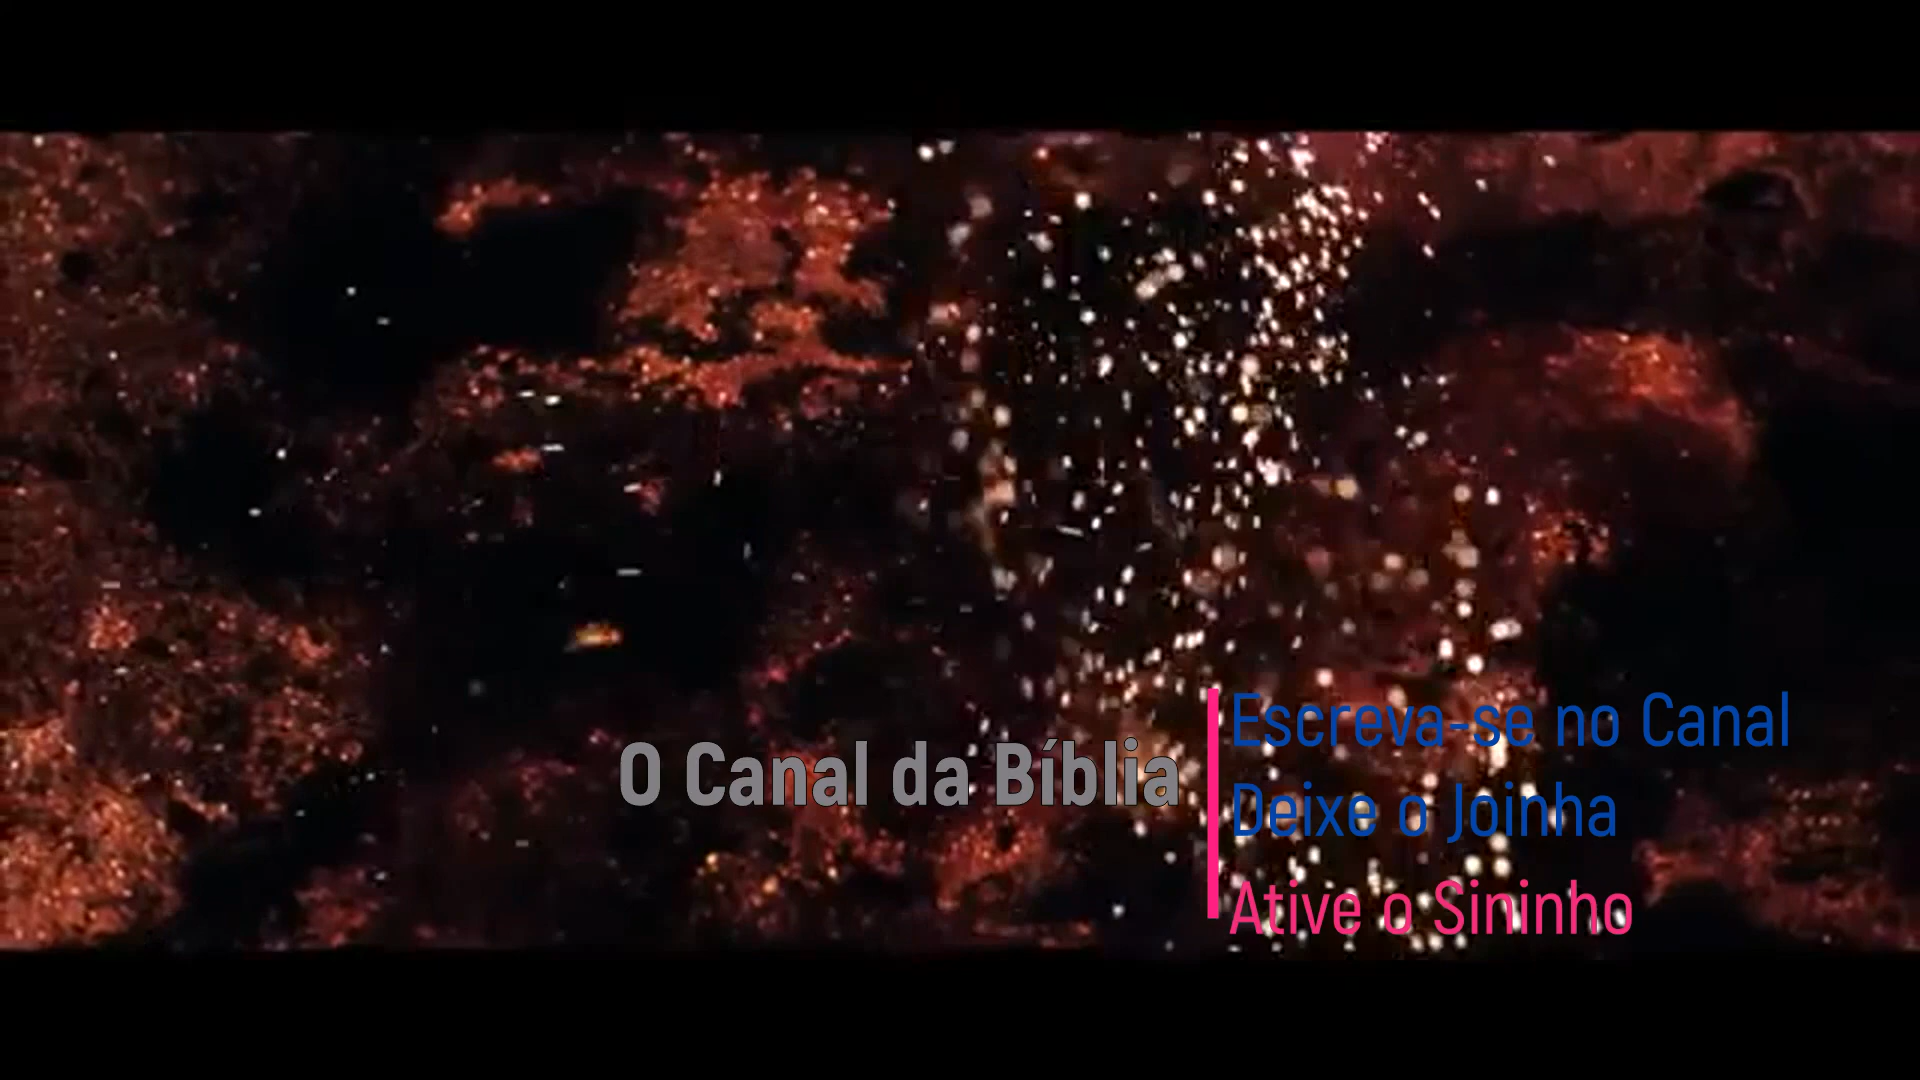 O Canal da Bíblia
Escreva-se no Canal
Deixe o Joinha
Ative o Sininho